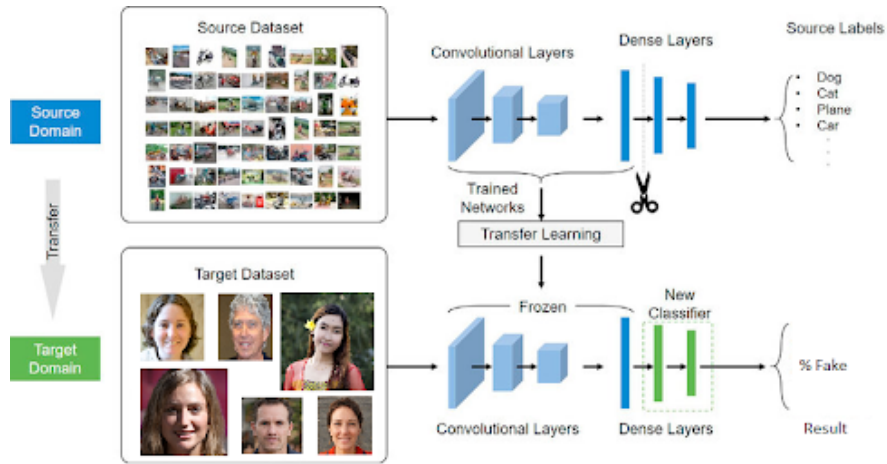 Source Dataset
Convolutional Layers
Dense Layers
Source Labels
Source
Domain
• Dog
• Cat
• Plane
• Car
Trained
Networks
Transfer Learning
Transfer
Target Dataset
Frozen
New
Classifier
Target
Domain
% Fake
Convolutional Layers
Dense Layers
Result